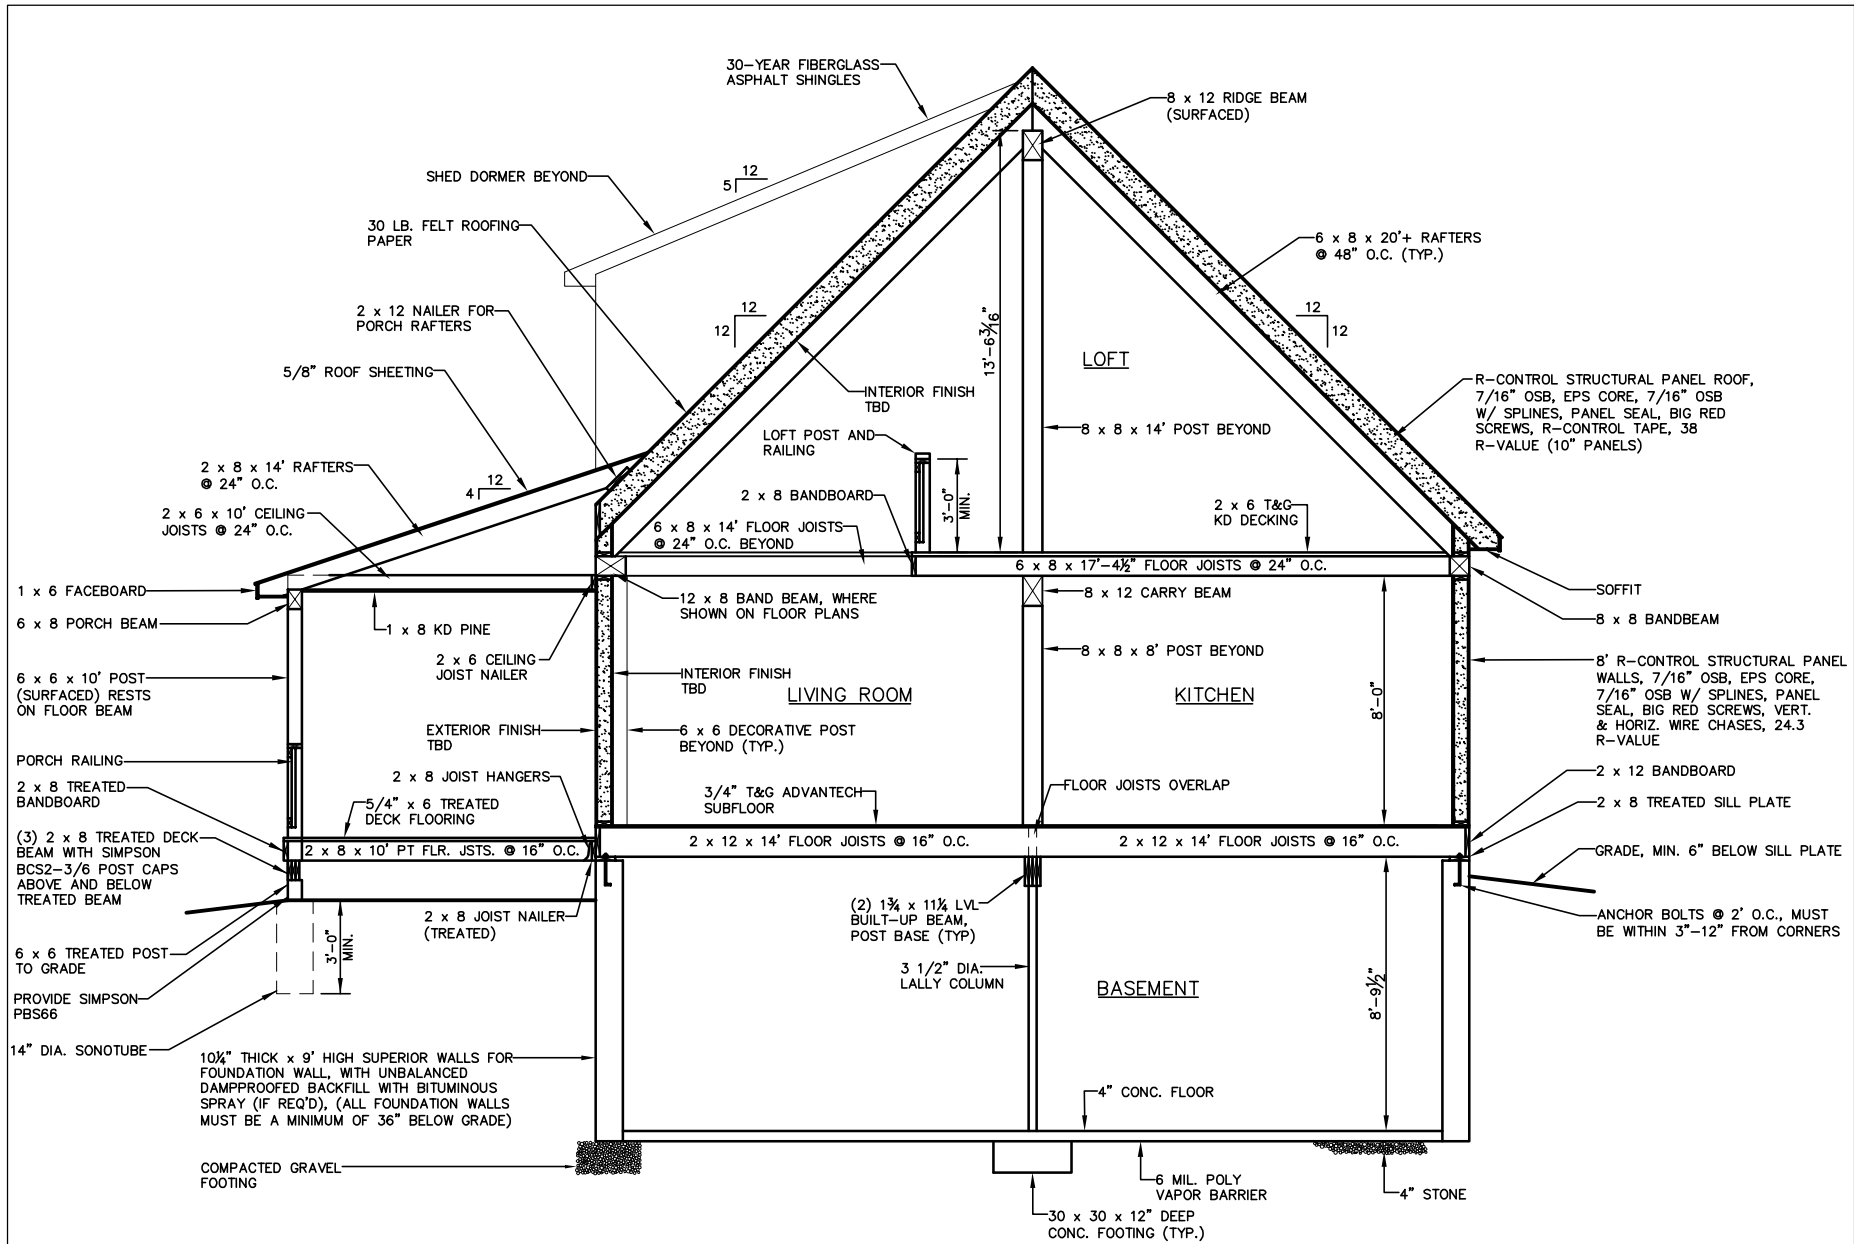 30-YEAR FIBERGLASS
ASPHALT SHINGLES
8 x 12 RIDGE BEAM
(SURFACED)
SHED DORMER BEYOND
12
5
30 LB. FELT ROOFING
PAPER
6 x 8 x 20'+ RAFTERS
@ 48" O.C. (TYP.)
2 x 12 NAILER FOR
PORCH RAFTERS
12
12
12
12
13'-6 3/16"
LOFT
5/8" ROOF SHEETING
INTERIOR FINISH
TBD
R-CONTROL STRUCTURAL PANEL ROOF,
7/16" OSB, EPS CORE, 7/16" OSB
W/ SPLINES, PANEL SEAL, BIG RED
SCREWS, R-CONTROL TAPE, 38
R-VALUE (10" PANELS)
LOFT POST AND
RAILING
8 x 8 x 14' POST BEYOND
2 x 8 x 14' RAFTERS
@ 24" O.C.
12
4
2 x 8 BANDBOARD
3'-0"
MIN.
2 x 6 T&G
KD DECKING
2 x 6 x 10' CEILING
JOISTS @ 24" O.C.
6 x 8 x 14' FLOOR JOISTS
@ 24" O.C. BEYOND
6 x 8 x 17'-4½" FLOOR JOISTS @ 24" O.C.
1 x 6 FACEBOARD
SOFFIT
12 x 8 BAND BEAM, WHERE
SHOWN ON FLOOR PLANS
8 x 12 CARRY BEAM
6 x 8 PORCH BEAM
8 x 8 BANDBEAM
1 x 8 KD PINE
2 x 6 CEILING
JOIST NAILER
8 x 8 x 8' POST BEYOND
6 x 6 x 10' POST
(SURFACED) RESTS
ON FLOOR BEAM
INTERIOR FINISH
TBD
LIVING ROOM
KITCHEN
8'-0"
8' R-CONTROL STRUCTURAL PANEL
WALLS, 7/16" OSB, EPS CORE,
7/16" OSB W/ SPLINES, PANEL
SEAL, BIG RED SCREWS, VERT.
& HORIZ. WIRE CHASES, 24.3
R-VALUE
EXTERIOR FINISH
TBD
6 x 6 DECORATIVE POST
BEYOND (TYP.)
PORCH RAILING
2 x 8 JOIST HANGERS
2 x 12 BANDBOARD
2 x 8 TREATED
BANDBOARD
5/4" x 6 TREATED
DECK FLOORING
3/4" T&G ADVANTECH
SUBFLOOR
FLOOR JOISTS OVERLAP
2 x 8 TREATED SILL PLATE
(3) 2 x 8 TREATED DECK
BEAM WITH SIMPSON
BCS2-3/6 POST CAPS
ABOVE AND BELOW
TREATED BEAM
2 x 8 x 10' PT FLR. JSTS. @ 16" O.C.
2 x 12 x 14' FLOOR JOISTS @ 16" O.C.
2 x 12 x 14' FLOOR JOISTS @ 16" O.C.
GRADE, MIN. 6" BELOW SILL PLATE
2 x 8 JOIST NAILER
(TREATED)
(2) 1¾ x 11¼ LVL
BUILT-UP BEAM,
POST BASE (TYP)
ANCHOR BOLTS @ 2' O.C., MUST
BE WITHIN 3"-12" FROM CORNERS
3'-0"
MIN.
6 x 6 TREATED POST
TO GRADE
3 1/2" DIA.
LALLY COLUMN
BASEMENT
8'-9½"
PROVIDE SIMPSON
PBS66
14" DIA. SONOTUBE
10¼" THICK x 9' HIGH SUPERIOR WALLS FOR
FOUNDATION WALL, WITH UNBALANCED
DAMPPROOFED BACKFILL WITH BITUMINOUS
SPRAY (IF REQ'D), (ALL FOUNDATION WALLS
MUST BE A MINIMUM OF 36" BELOW GRADE)
4" CONC. FLOOR
COMPACTED GRAVEL
FOOTING
6 MIL. POLY
VAPOR BARRIER
4" STONE
30 x 30 x 12" DEEP
CONC. FOOTING (TYP.)